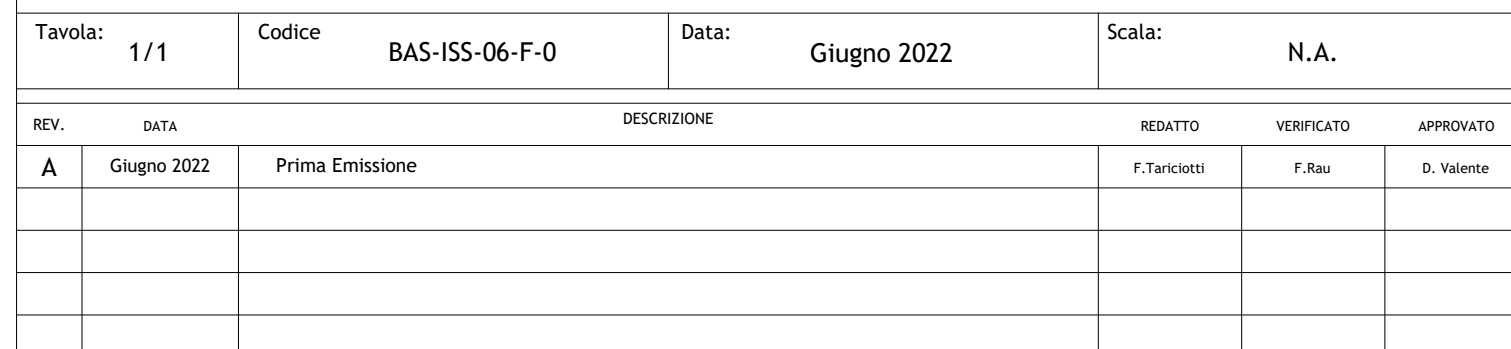 Tavola: Codice Data: Scala:
1/1 BAS-ISS-06-F-0 Giugno 2022 N.A.
REV. DATA DESCRIZIONE REDATTO VERIFICATO APPROVATO
A Giugno 2022 Prima Emissione F.Tariciotti F.Rau D. Valente